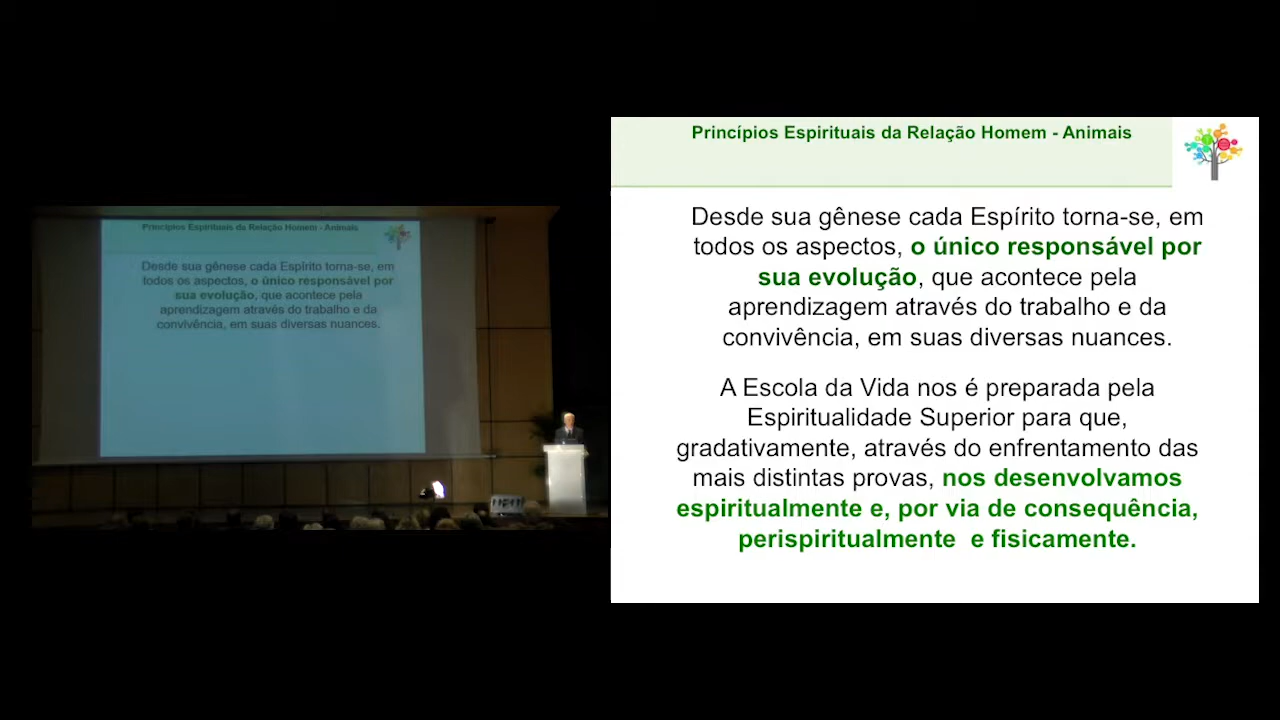 Princípios Espirituais da Relação Homem - Animais
Desde sua gênese cada Espírito torna-se, em
todos os aspectos, o único responsável por
sua evolução, que acontece pela
aprendizagem através do trabalho e da
convivência, em suas diversas nuances.
Princípios Espirituais da Relação Homem - Animais
Desde sua gênese cada Espírito torna-se, em
todos os aspectos, o único responsável por
sua evolução, que acontece pela
aprendizagem através do trabalho e da
convivência, em suas diversas nuances.
A Escola da Vida nos é preparada pela
Espiritualidade Superior para que,
gradativamente, através do enfrentamento das
mais distintas provas, nos desenvolvamos
espiritualmente e, por via de consequência,
perispiritualmente  e fisicamente.